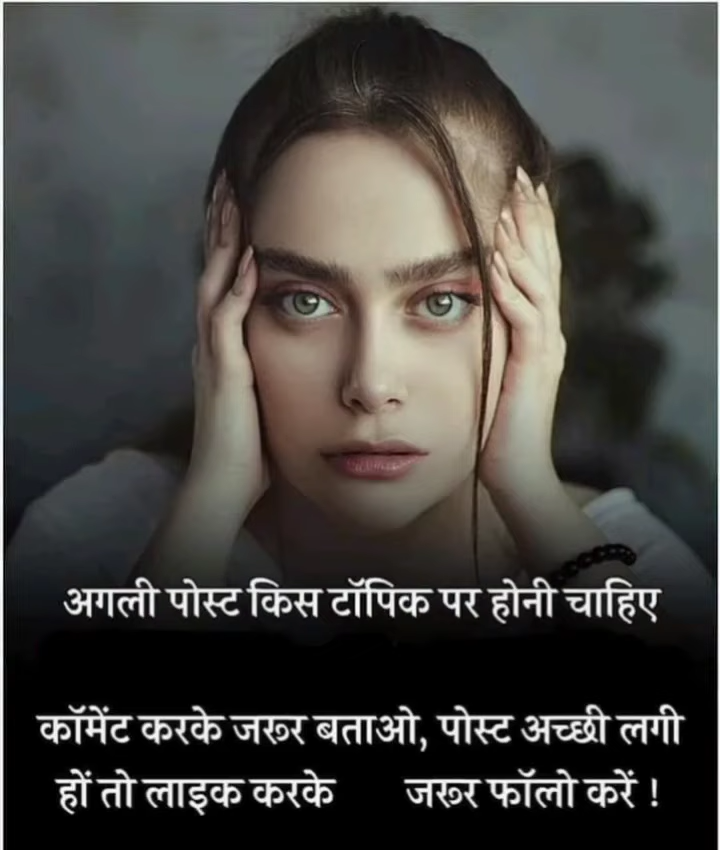 अगली पोस्ट किस टॉपिक पर होनी चाहिए
कॉमेंट करके जरूर बताओ, पोस्ट अच्छी लगी
हों तो लाइक करके जरूर फॉलो करें !